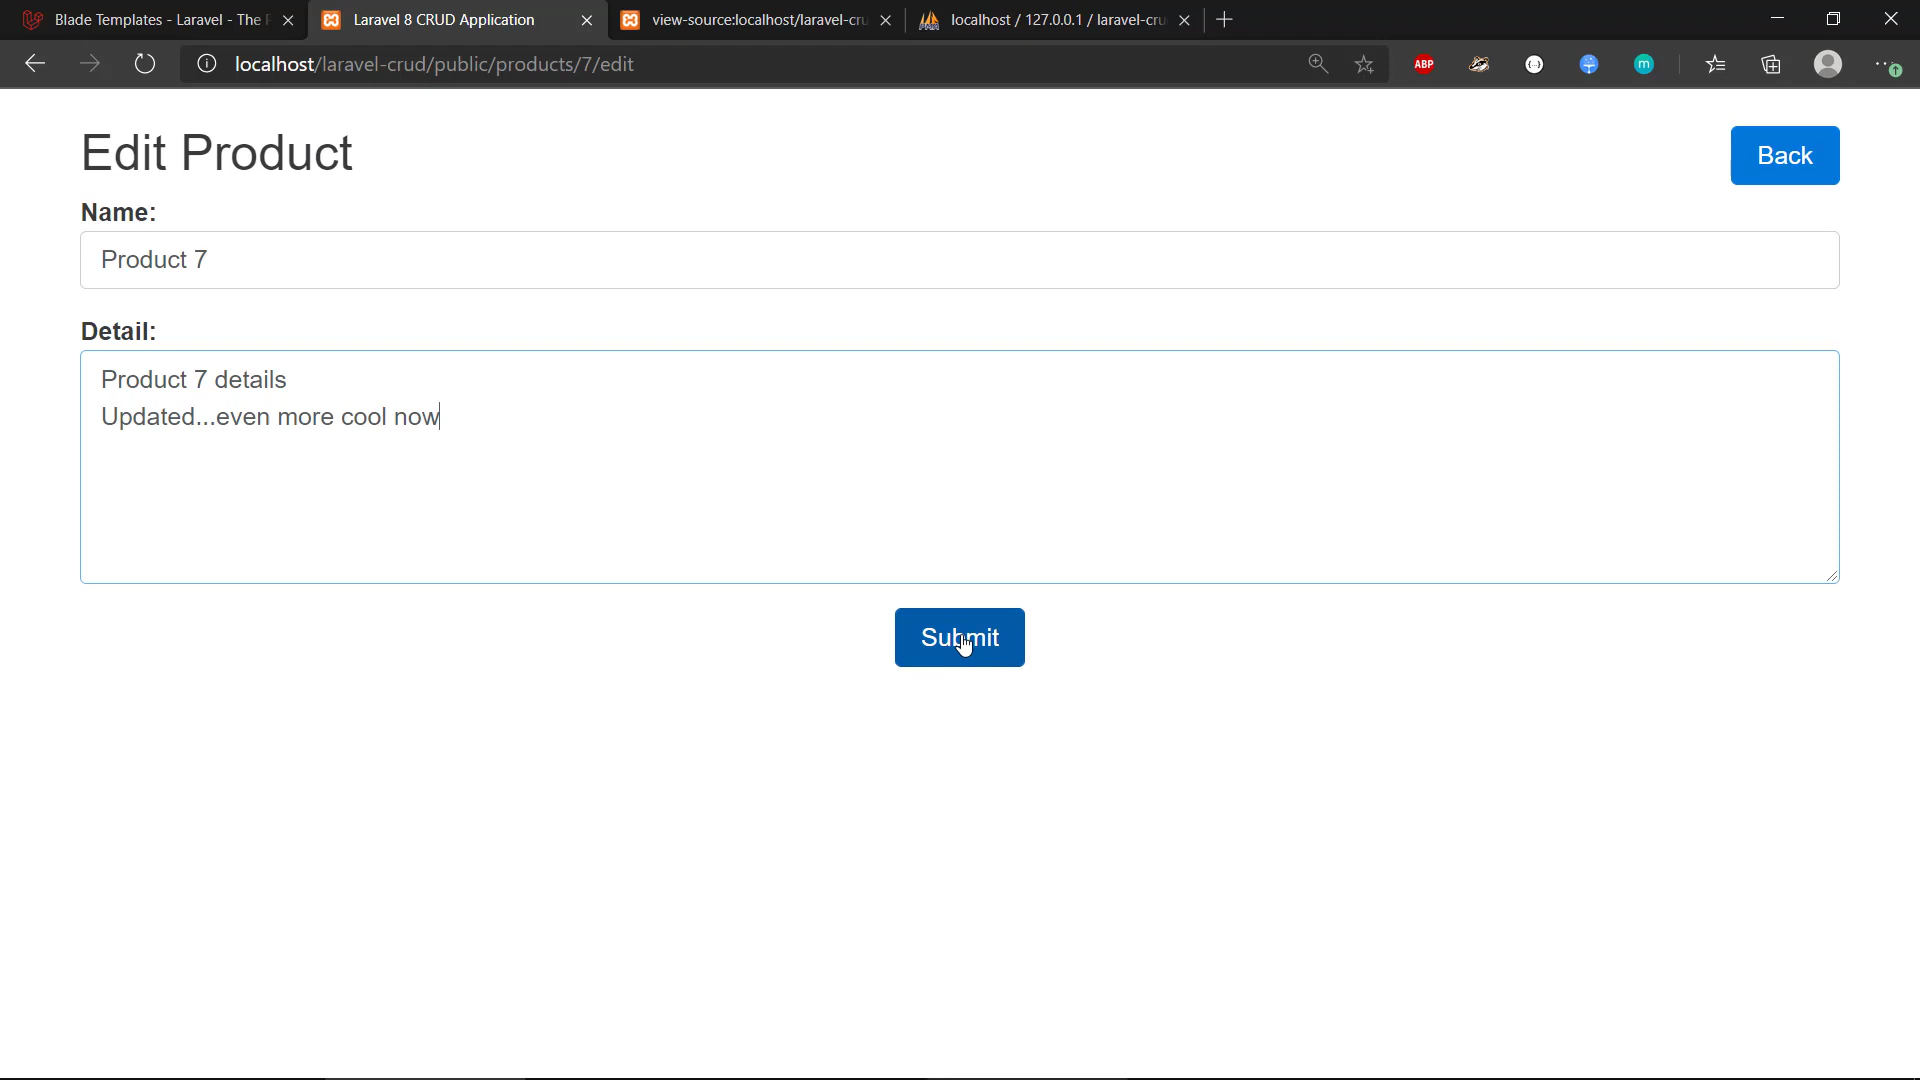 Blade Templates - Laravel - The
Laravel 8 CRUD Application
view-source:localhost/laravel-cru
localhost / 127.0.0.1 / laravel-cru
localhost/laravel-crud/public/products/7/edit
ABP
m
Edit Product
Back
Name:
Product 7
Detail:
Product 7 details
Updated...even more cool now
Submit